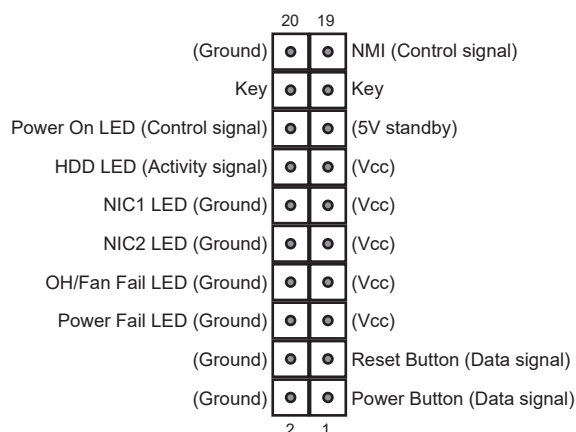 20 19
(Ground) NMI (Control signal)
Key Key
Power On LED (Control signal) (5V standby)
HDD LED (Activity signal) (Vcc)
NIC1 LED (Ground) (Vcc)
NIC2 LED (Ground) (Vcc)
OH/Fan Fail LED (Ground) (Vcc)
Power Fail LED (Ground) (Vcc)
(Ground) Reset Button (Data signal)
(Ground) Power Button (Data signal)
2 1